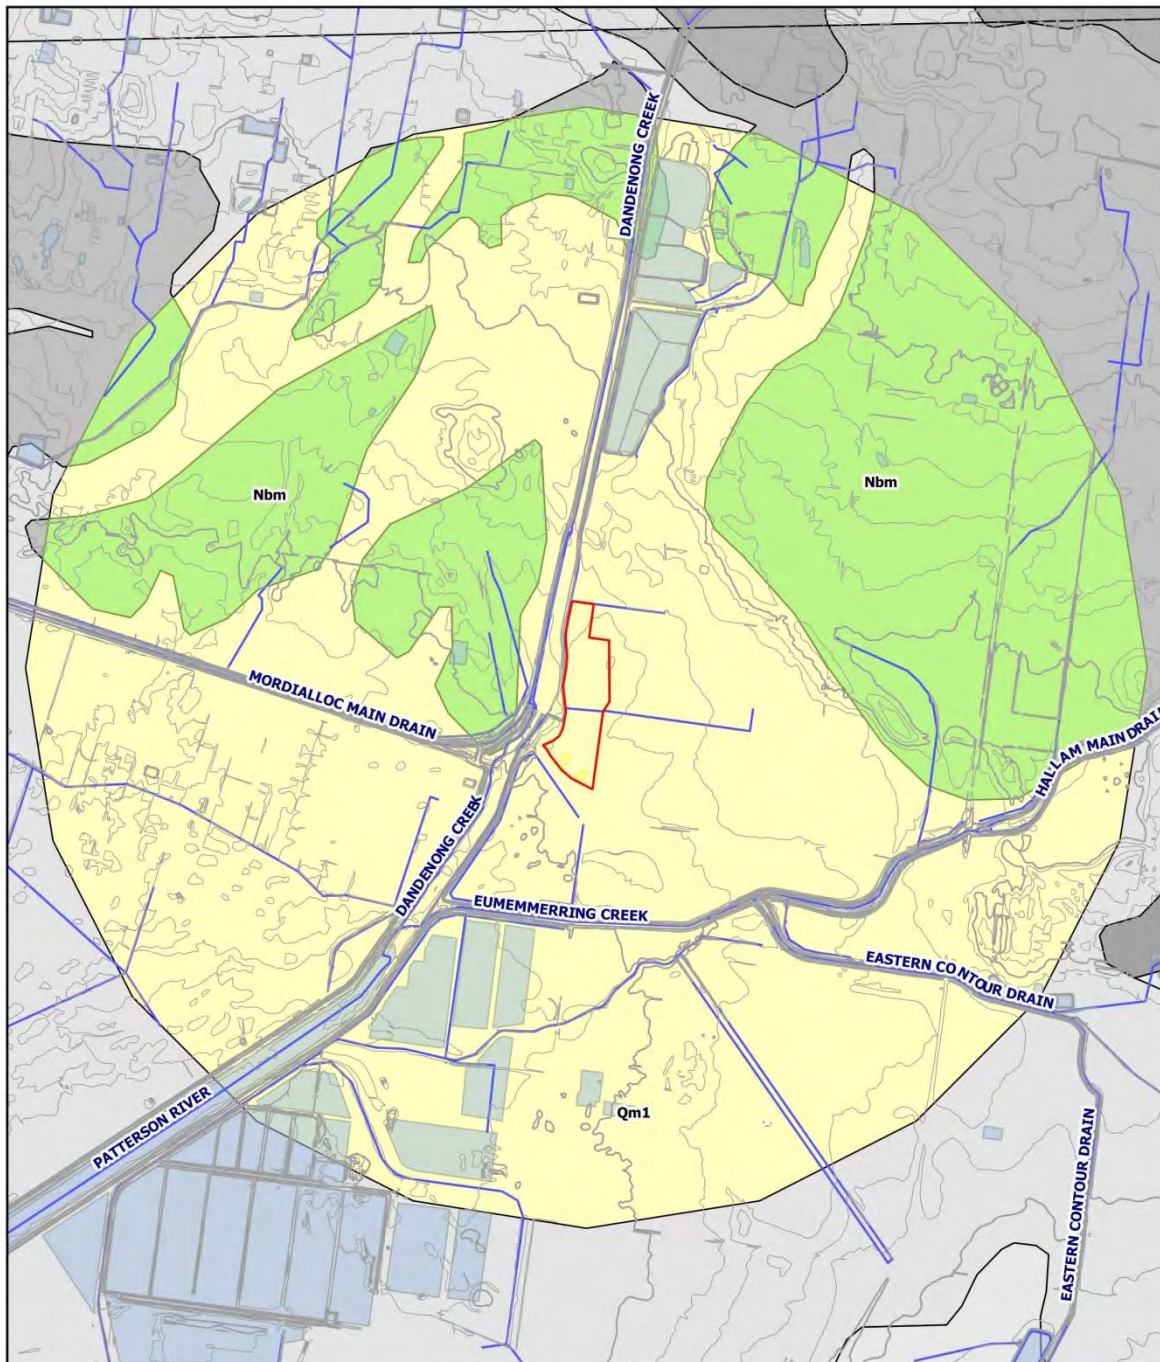 DANDENONG CREEK
Nbm
Nbm
MORDIALLOC MAIN DRAIN
HALLAM MAIN DRAIN
DANDENONG CREEK
EUMEMMERRING CREEK
EASTERN CONTOUR DRAIN
PATTERSON RIVER
Qm1
EASTERN CONTOUR DRAIN